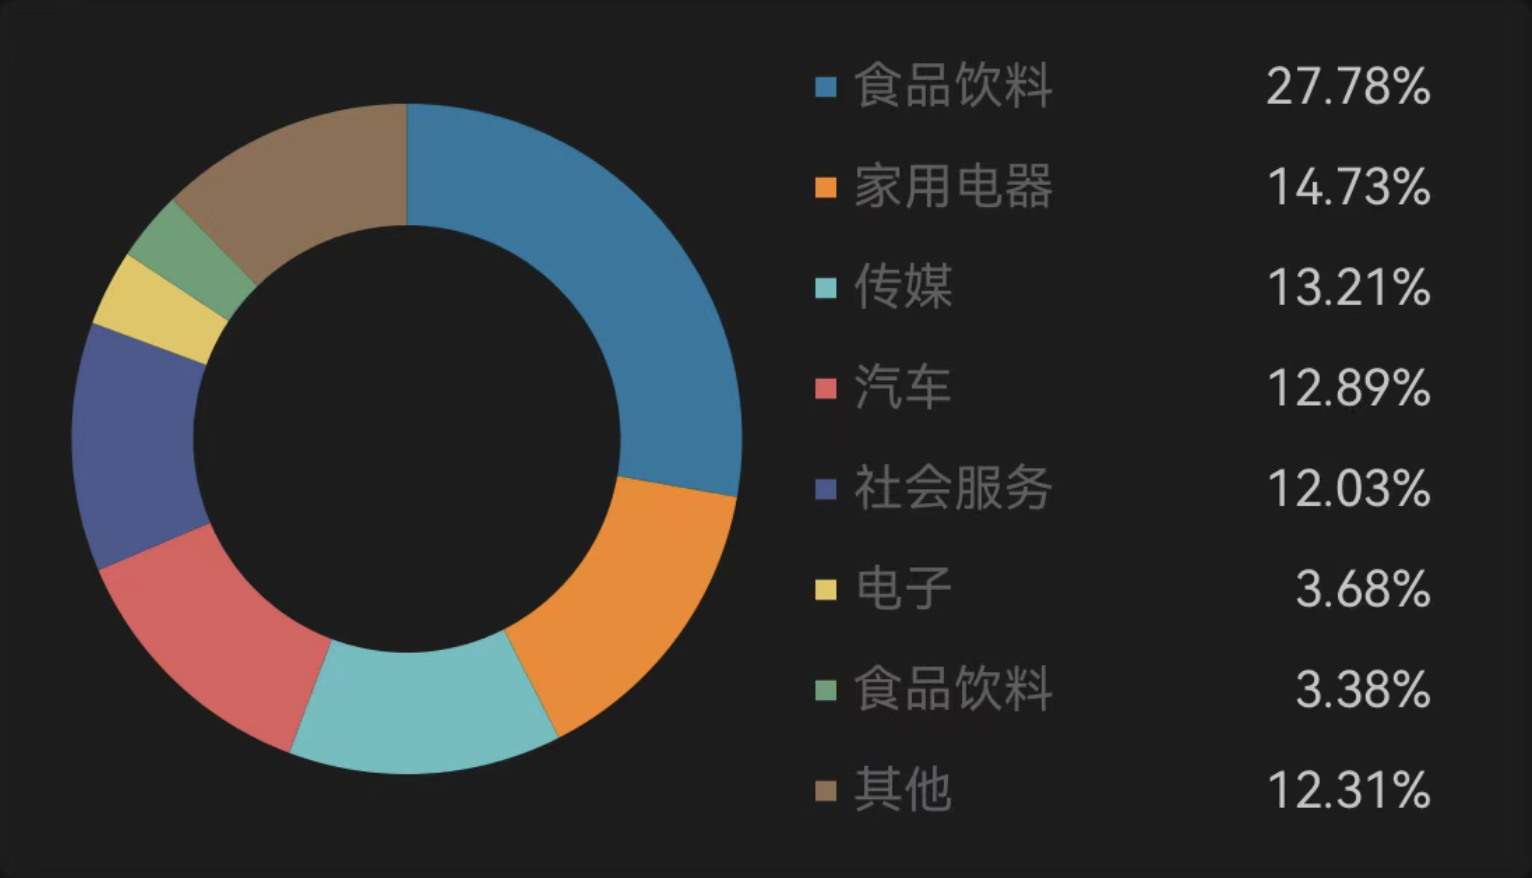 食品饮料 27.78%
家用电器 14.73%
传媒 13.21%
汽车 12.89%
社会服务 12.03%
电子 3.68%
食品饮料 3.38%
其他 12.31%